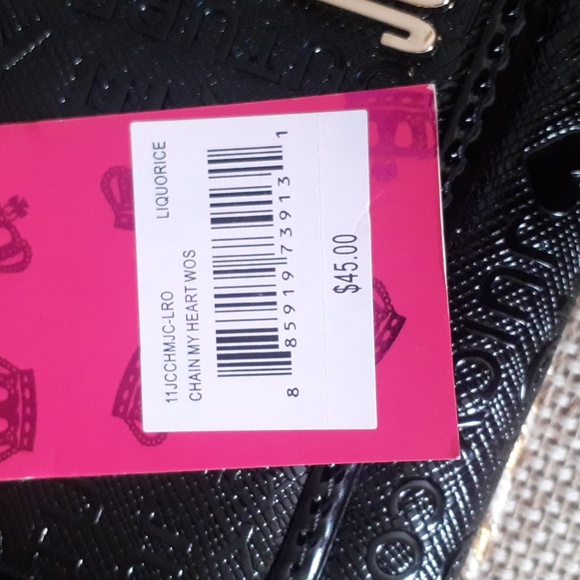 11JCCHMJC-LRO LIQUORICE
CHAIN MY HEART WOS
8 85919 73913 1
$45.00